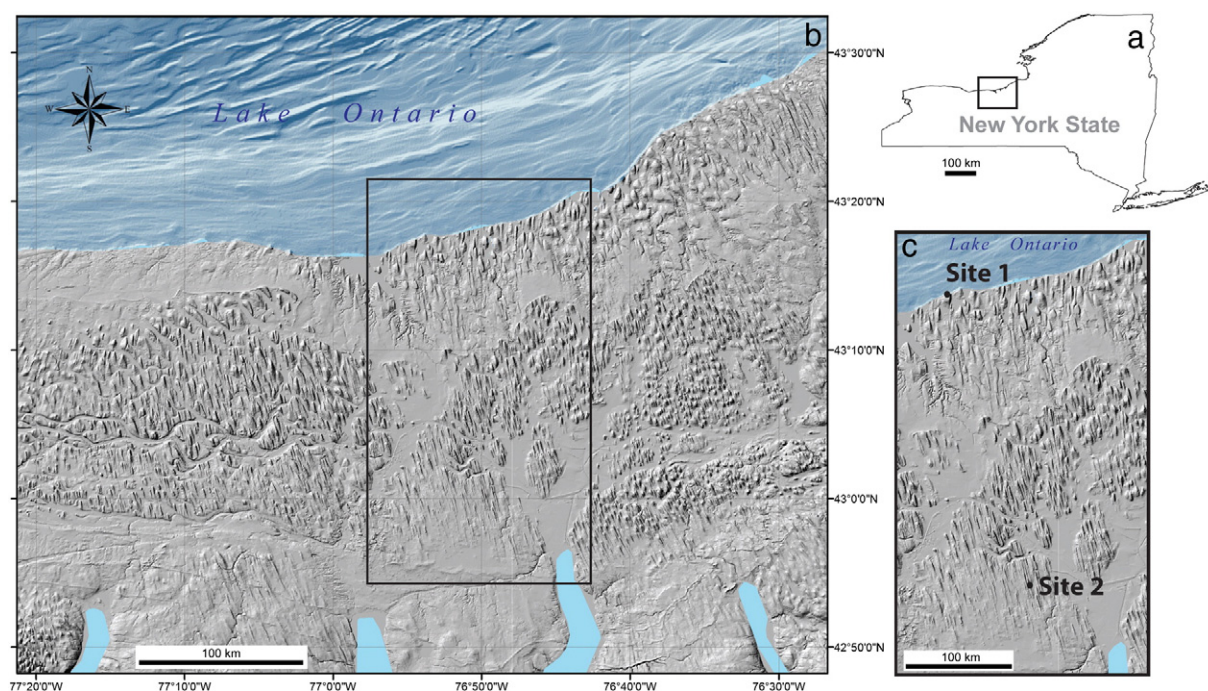 b
N
W
E
S
Lake Ontario
43°30'0"N
43°20'0"N
43°10'0"N
43°0'0"N
42°50'0"N
100 km
77°20'0"W
77°10'0"W
77°0'0"W
76°50'0"W
76°40'0"W
76°30'0"W
a
New York State
100 km
c
Lake Ontario
Site 1
Site 2
100 km